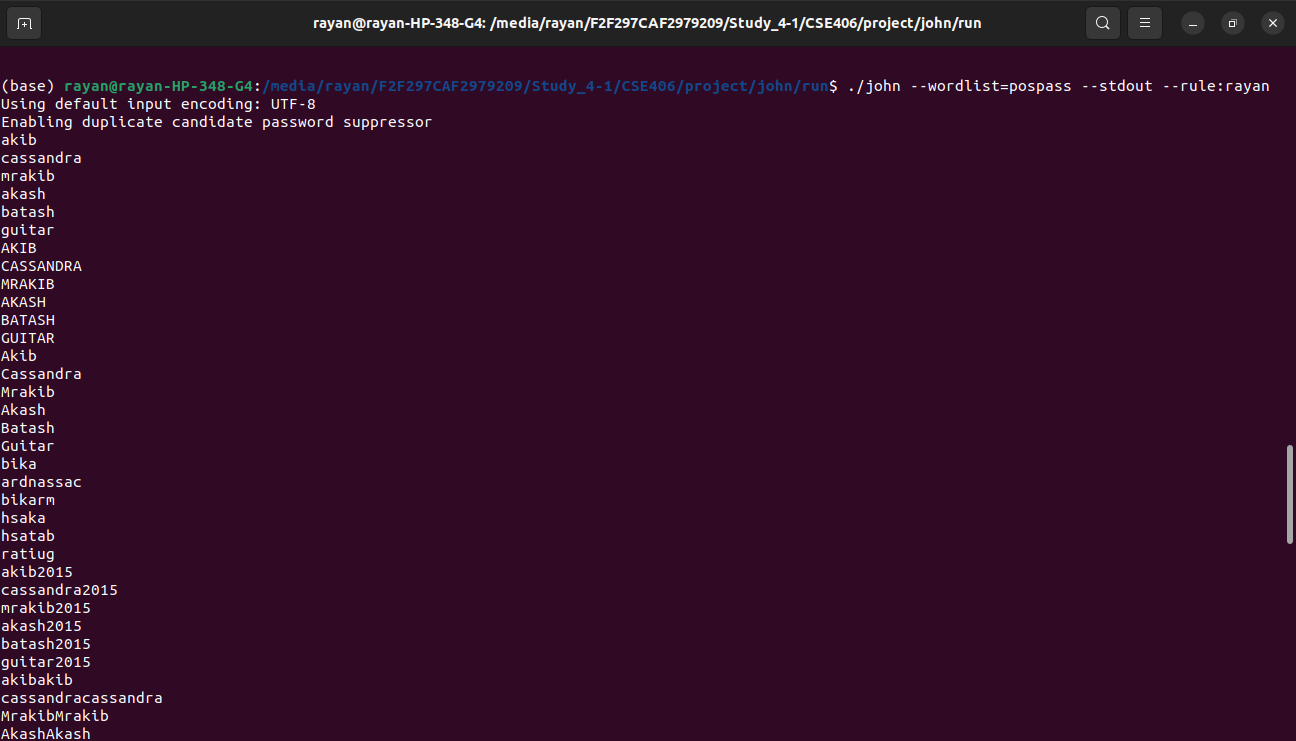 rayan@rayan-HP-348-G4: /media/rayan/F2F297CAF2979209/Study_4-1/CSE406/project/john/run
(base) rayan@rayan-HP-348-G4:/media/rayan/F2F297CAF2979209/Study_4-1/CSE406/project/john/run$ ./john --wordlist=pospass --stdout --rule:rayan
Using default input encoding: UTF-8
Enabling duplicate candidate password suppressor
akib
cassandra
mrakib
akash
batash
guitar
AKIB
CASSANDRA
MRAKIB
AKASH
BATASH
GUITAR
Akib
Cassandra
Mrakib
Akash
Batash
Guitar
bika
ardnassac
bikarm
hsaka
hsatab
ratiug
akib2015
cassandra2015
mrakib2015
akash2015
batash2015
guitar2015
akibakib
cassandracassandra
MrakibMrakib
AkashAkash